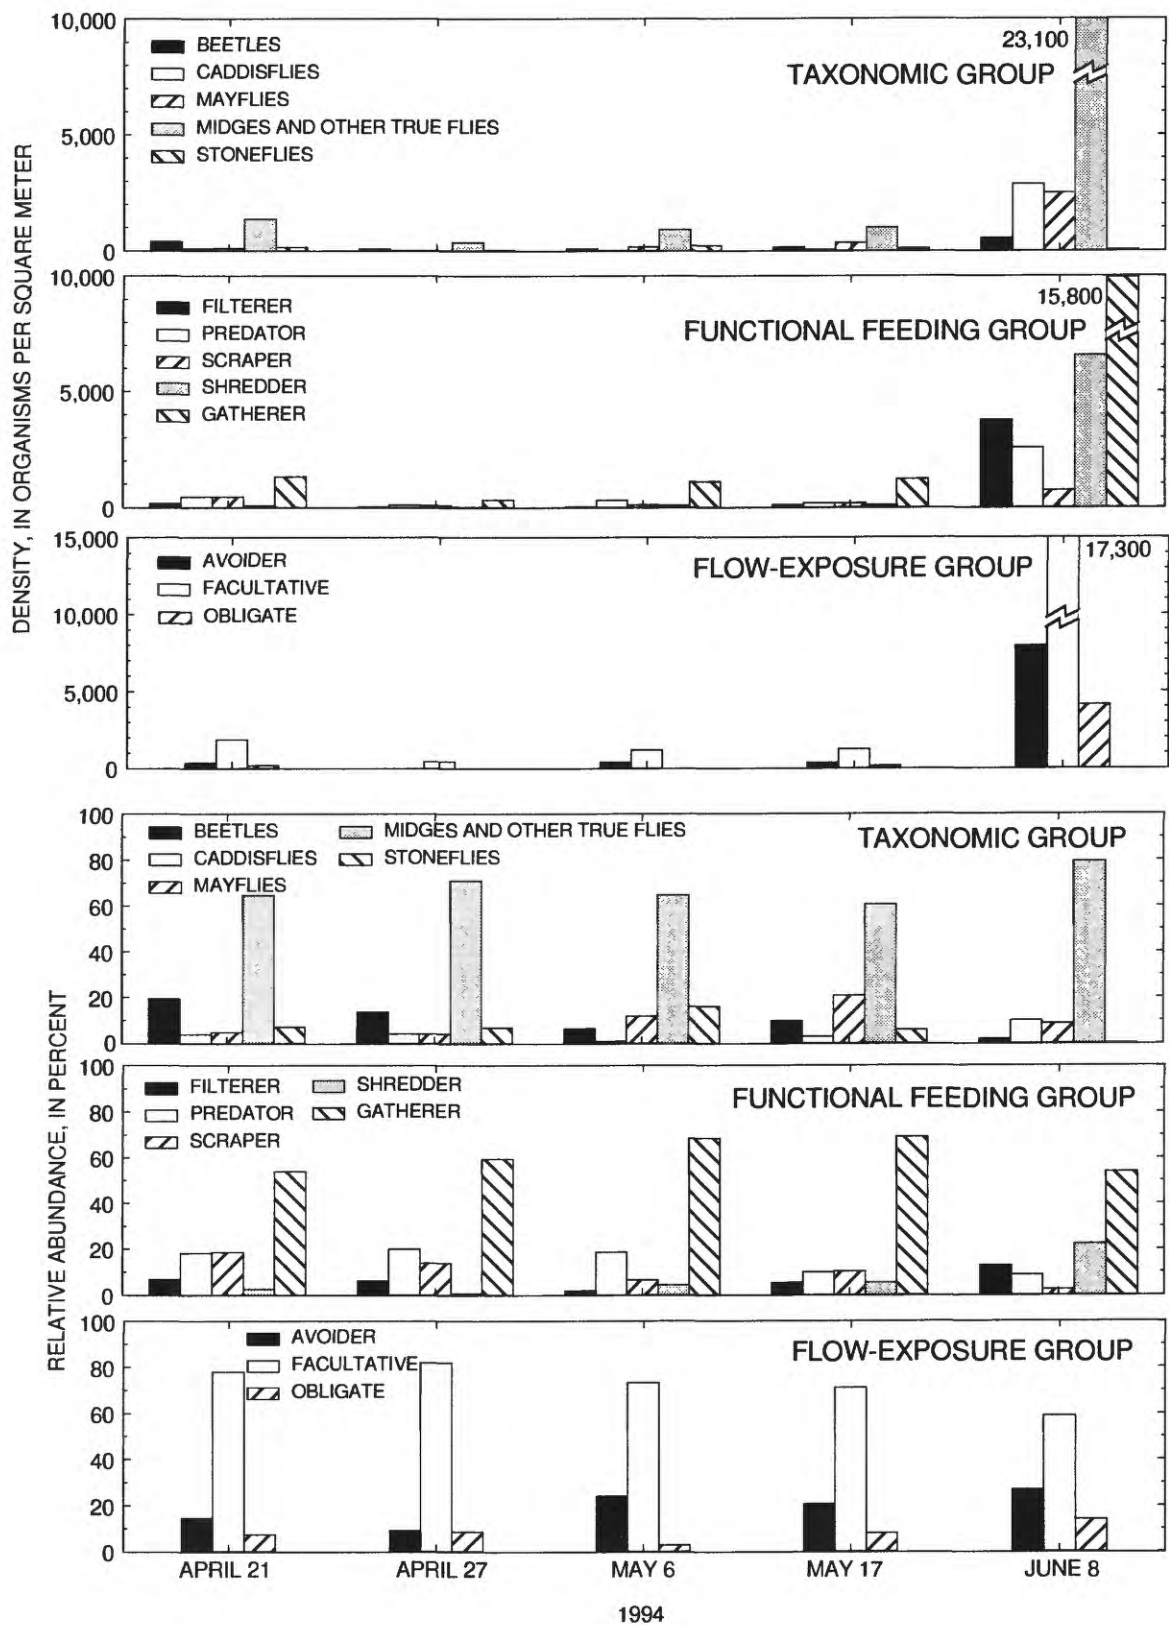 DENSITY, IN ORGANISMS PER SQUARE METER
10,000
5,000
0
BEETLES
CADDISFLIES
MAYFLIES
MIDGES AND OTHER TRUE FLIES
STONEFLIES
23,100
TAXONOMIC GROUP
10,000
5,000
0
FILTERER
PREDATOR
SCRAPER
SHREDDER
GATHERER
15,800
FUNCTIONAL FEEDING GROUP
15,000
10,000
5,000
0
AVOIDER
FACULTATIVE
OBLIGATE
FLOW-EXPOSURE GROUP
17,300
RELATIVE ABUNDANCE, IN PERCENT
100
80
60
40
20
0
BEETLES
CADDISFLIES
MAYFLIES
MIDGES AND OTHER TRUE FLIES
STONEFLIES
TAXONOMIC GROUP
100
80
60
40
20
0
FILTERER
PREDATOR
SCRAPER
SHREDDER
GATHERER
FUNCTIONAL FEEDING GROUP
100
80
60
40
20
0
AVOIDER
FACULTATIVE
OBLIGATE
FLOW-EXPOSURE GROUP
APRIL 21 APRIL 27 MAY 6 MAY 17 JUNE 8
1994